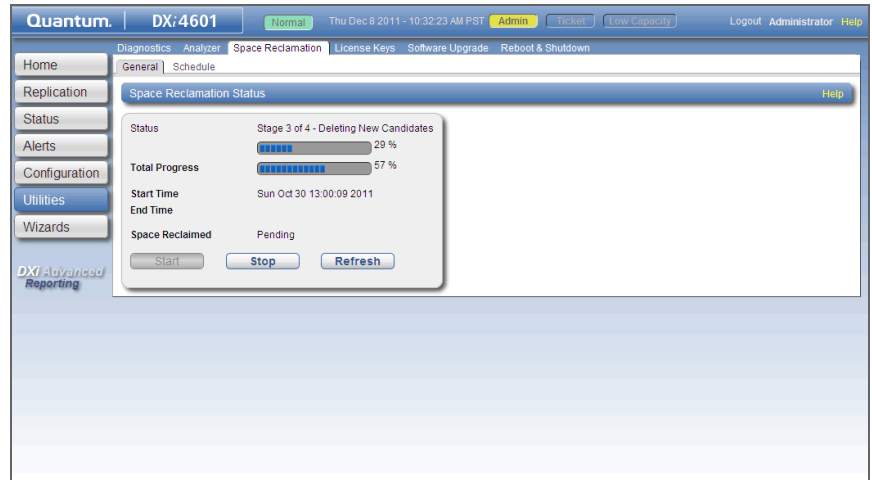 Quantum. DXi4601 Normal Thu Dec 8 2011 - 10:32:23 AM PST Admin Ticket Low Capacity Logout Administrator Help
Diagnostics Analyzer Space Reclamation License Keys Software Upgrade Reboot & Shutdown
General Schedule
Home
Replication
Status
Alerts
Configuration
Utilities
Wizards
DXi Advanced
Reporting
Space Reclamation Status Help
Status Stage 3 of 4 - Deleting New Candidates
29 %
Total Progress 57 %
Start Time Sun Oct 30 13:00:09 2011
End Time
Space Reclaimed Pending
Start Stop Refresh